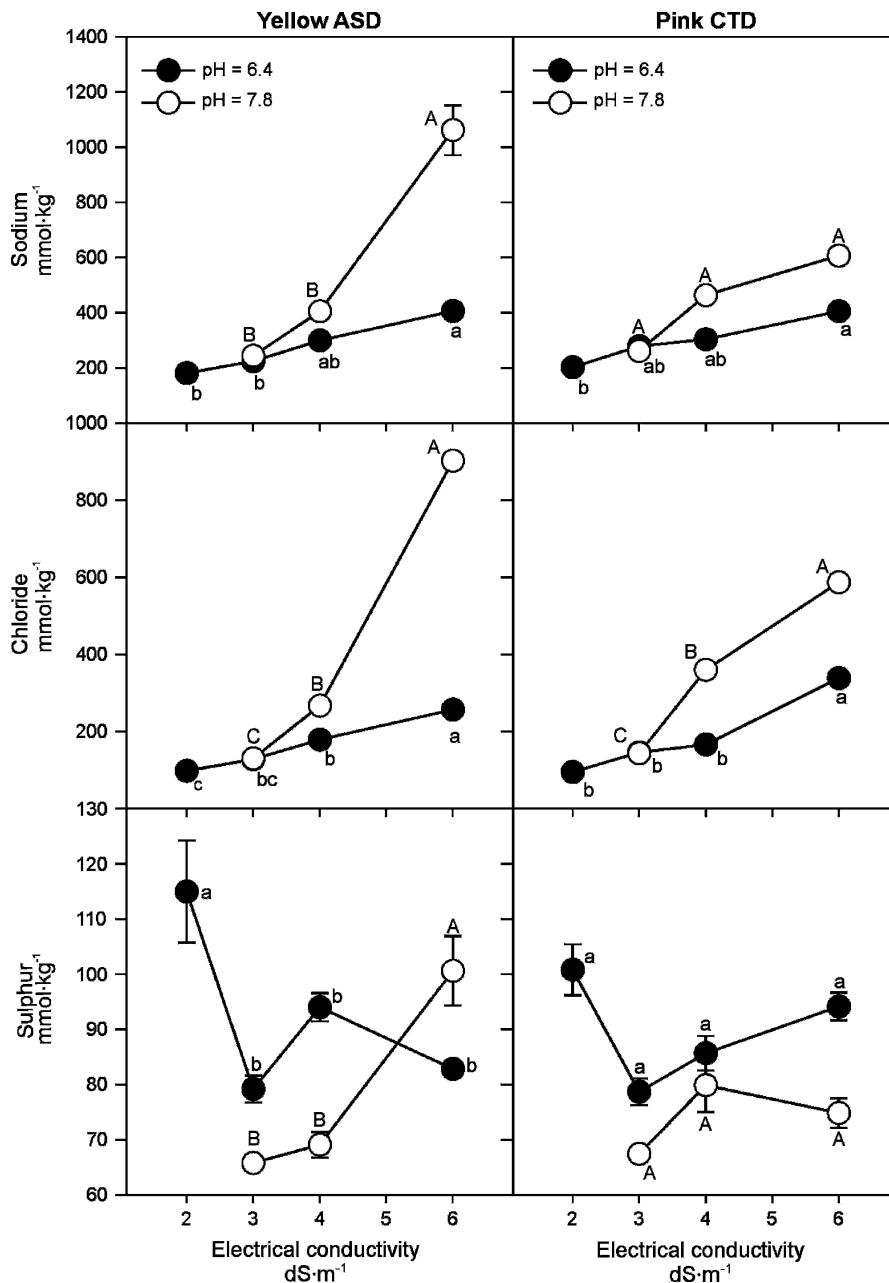 Yellow ASD
Pink CTD
1400
1200
1000
800
600
400
200
Sodium
mmol·kg-1
pH = 6.4
pH = 7.8
A
B
B
b
b
ab
a
pH = 6.4
pH = 7.8
A
A
A
b
ab
ab
a
1000
800
600
400
200
Chloride
mmol·kg-1
A
B
C
c
bc
b
a
A
B
C
b
b
b
a
130
120
110
100
90
80
70
60
Sulphur
mmol·kg-1
a
b
b
b
B
B
A
a
a
a
a
A
A
A
2 3 4 5 6
2 3 4 5 6
Electrical conductivity
dS·m-1
Electrical conductivity
dS·m-1